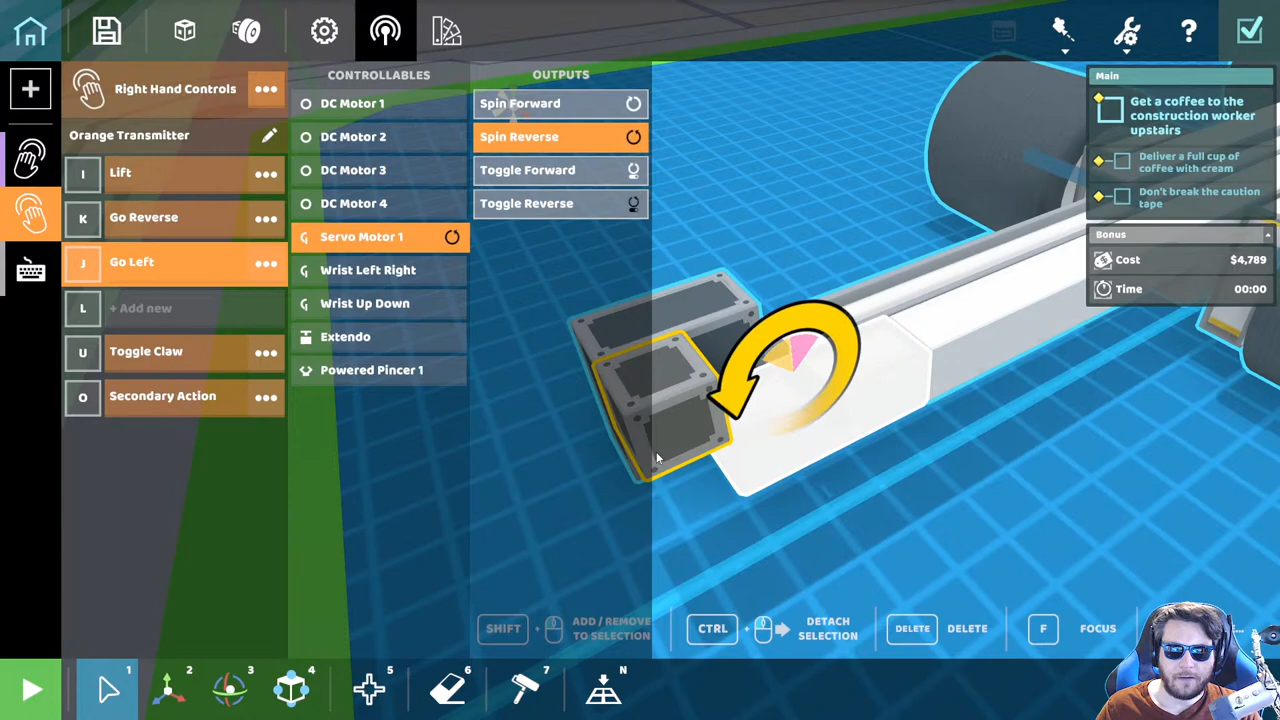 Right Hand Controls
Orange Transmitter
I
Lift
K
Go Reverse
J
Go Left
L
+ Add new
U
Toggle Claw
O
Secondary Action
CONTROLLABLES
DC Motor 1
DC Motor 2
DC Motor 3
DC Motor 4
Servo Motor 1
Wrist Left Right
Wrist Up Down
Extendo
Powered Pincer 1
OUTPUTS
Spin Forward
Spin Reverse
Toggle Forward
Toggle Reverse
Main
Get a coffee to the
construction worker
upstairs
Deliver a full cup of
coffee with cream
Don't break the caution
tape
Bonus
Cost
$4,789
Time
00:00
SHIFT + ADD / REMOVE
TO SELECTION
CTRL + DETACH
SELECTION
DELETE DELETE
F FOCUS
1
2
3
4
5
6
7
N